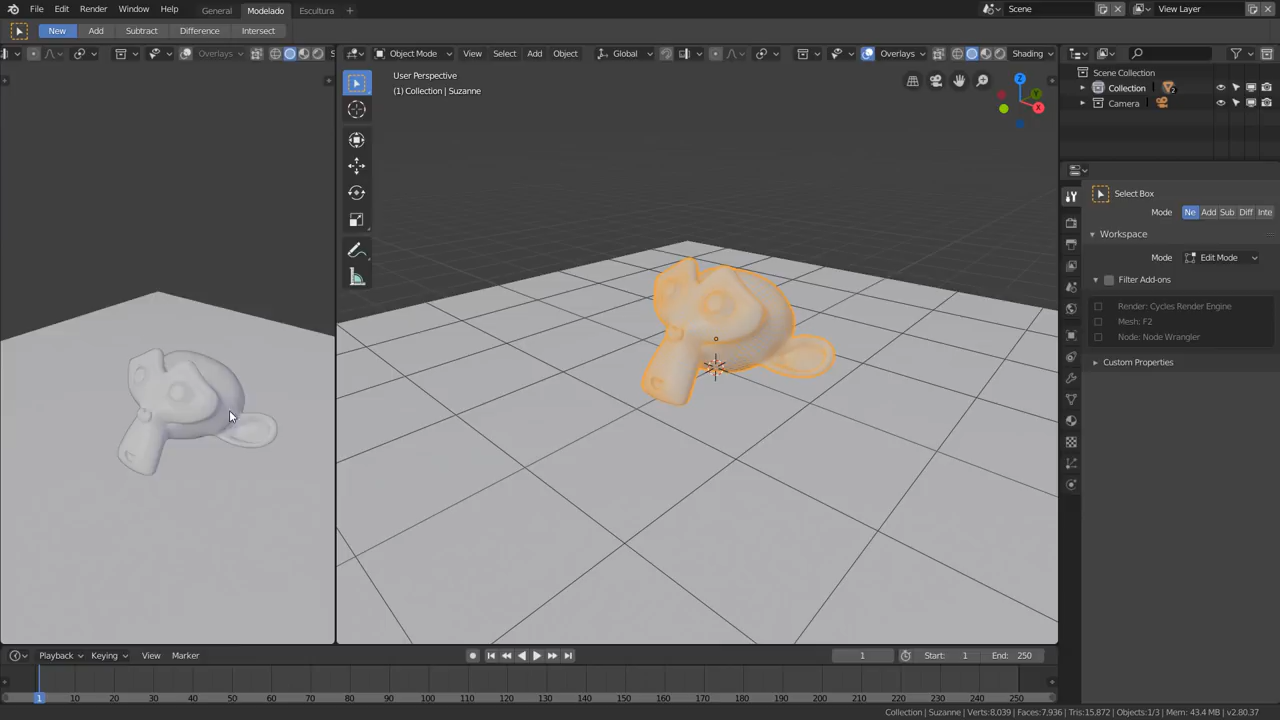 File Edit Render Window Help General Modelado Escultura + Scene View Layer
New Add Subtract Difference Intersect
Overlays Object Mode View Select Add Object Global Overlays Shading
User Perspective
(1) Collection | Suzanne
Z
Y
X
Scene Collection
Collection 2
Camera
Select Box
Mode Ne Add Sub Diff Inte
Workspace
Mode Edit Mode
Filter Add-ons
Render: Cycles Render Engine
Mesh: F2
Node: Node Wrangler
Custom Properties
Playback Keying View Marker 1 Start: 1 End: 250
1 10 20 30 40 50 60 70 80 90 100 110 120 130 140 150 160 170 180 190 200 210 220 230 240 250
Collection | Suzanne | Verts:8,039 | Faces:7,936 | Tris:15,872 | Objects:1/3 | Mem: 43.4 MB | v2.80.37